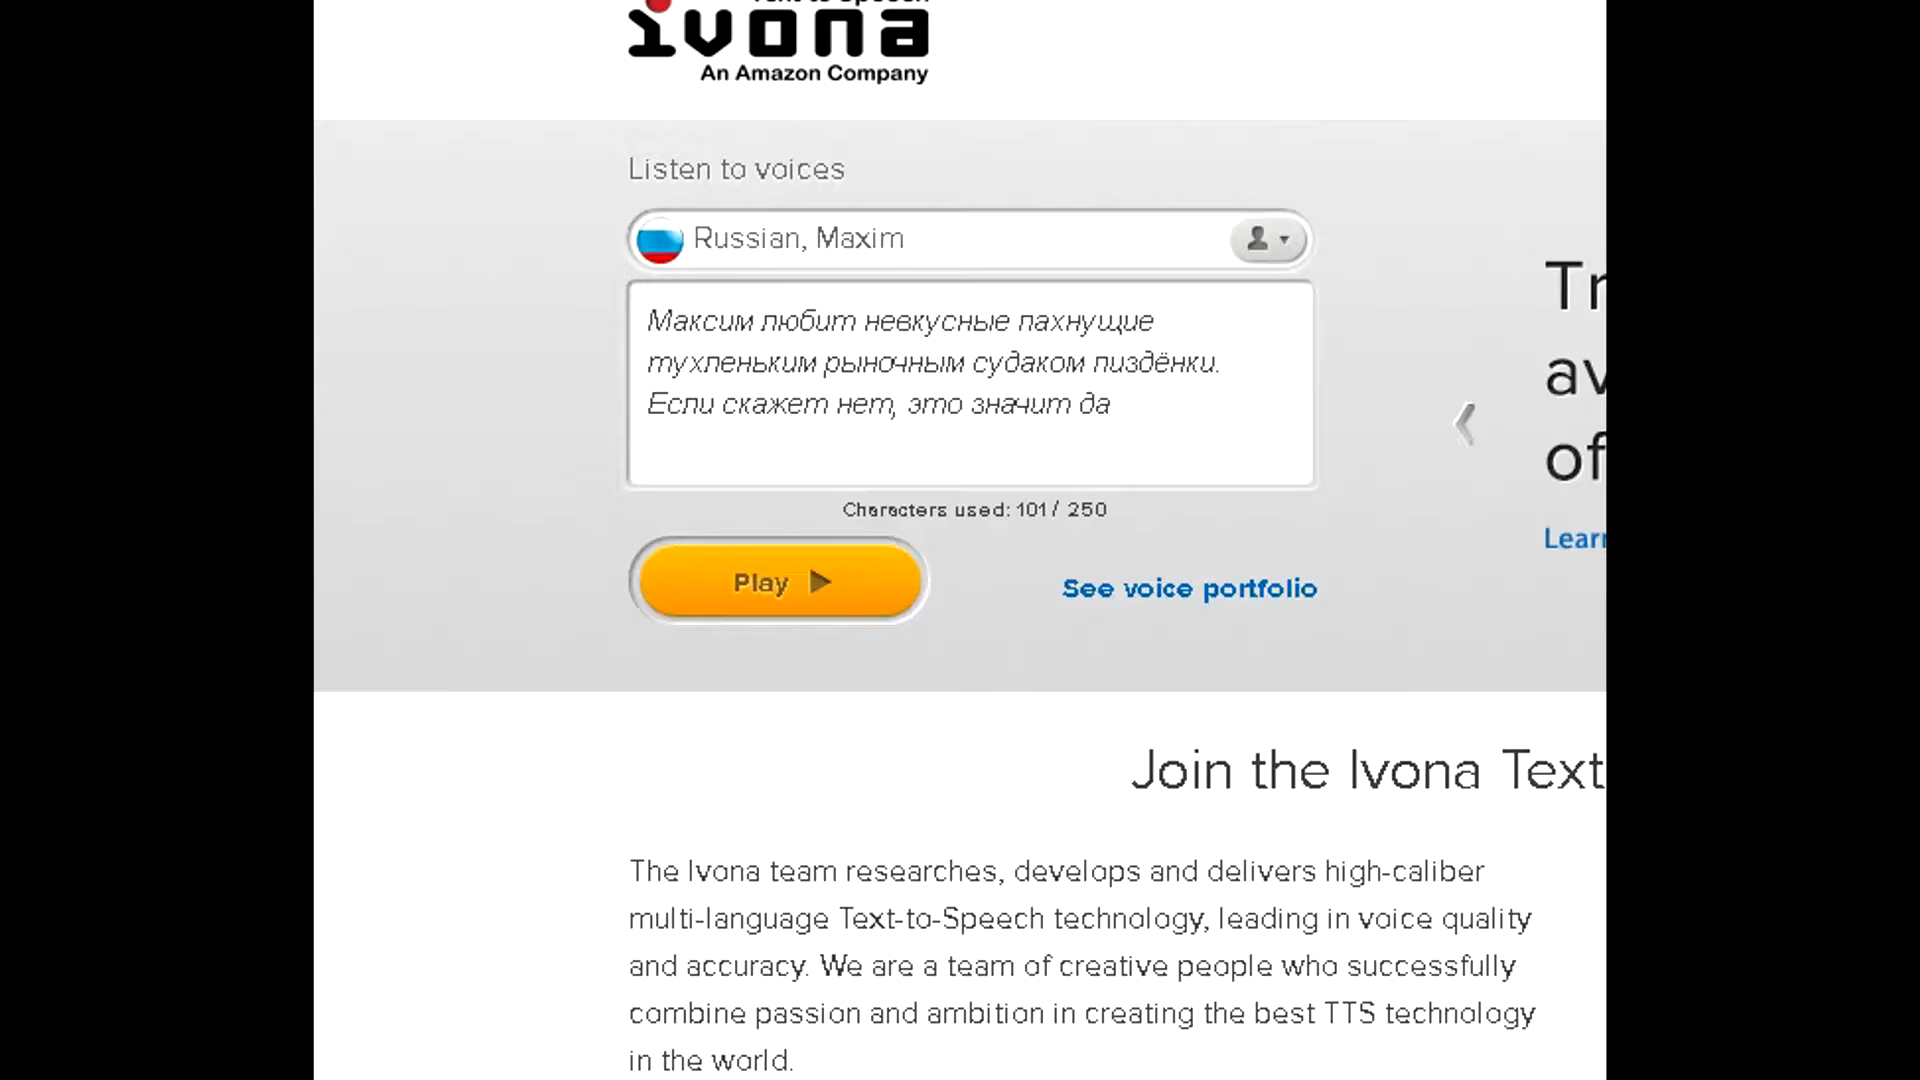 ivona
An Amazon Company
Listen to voices
Russian, Maxim
Максим любит невкусные пахнущие
тухленьким рыночным судаком пиздёнки.
Если скажет нет, это значит да
Characters used: 101 / 250
Play
See voice portfolio
Tr
av
of
Learn
Join the Ivona Text
The Ivona team researches, develops and delivers high-caliber
multi-language Text-to-Speech technology, leading in voice quality
and accuracy. We are a team of creative people who successfully
combine passion and ambition in creating the best TTS technology
in the world.